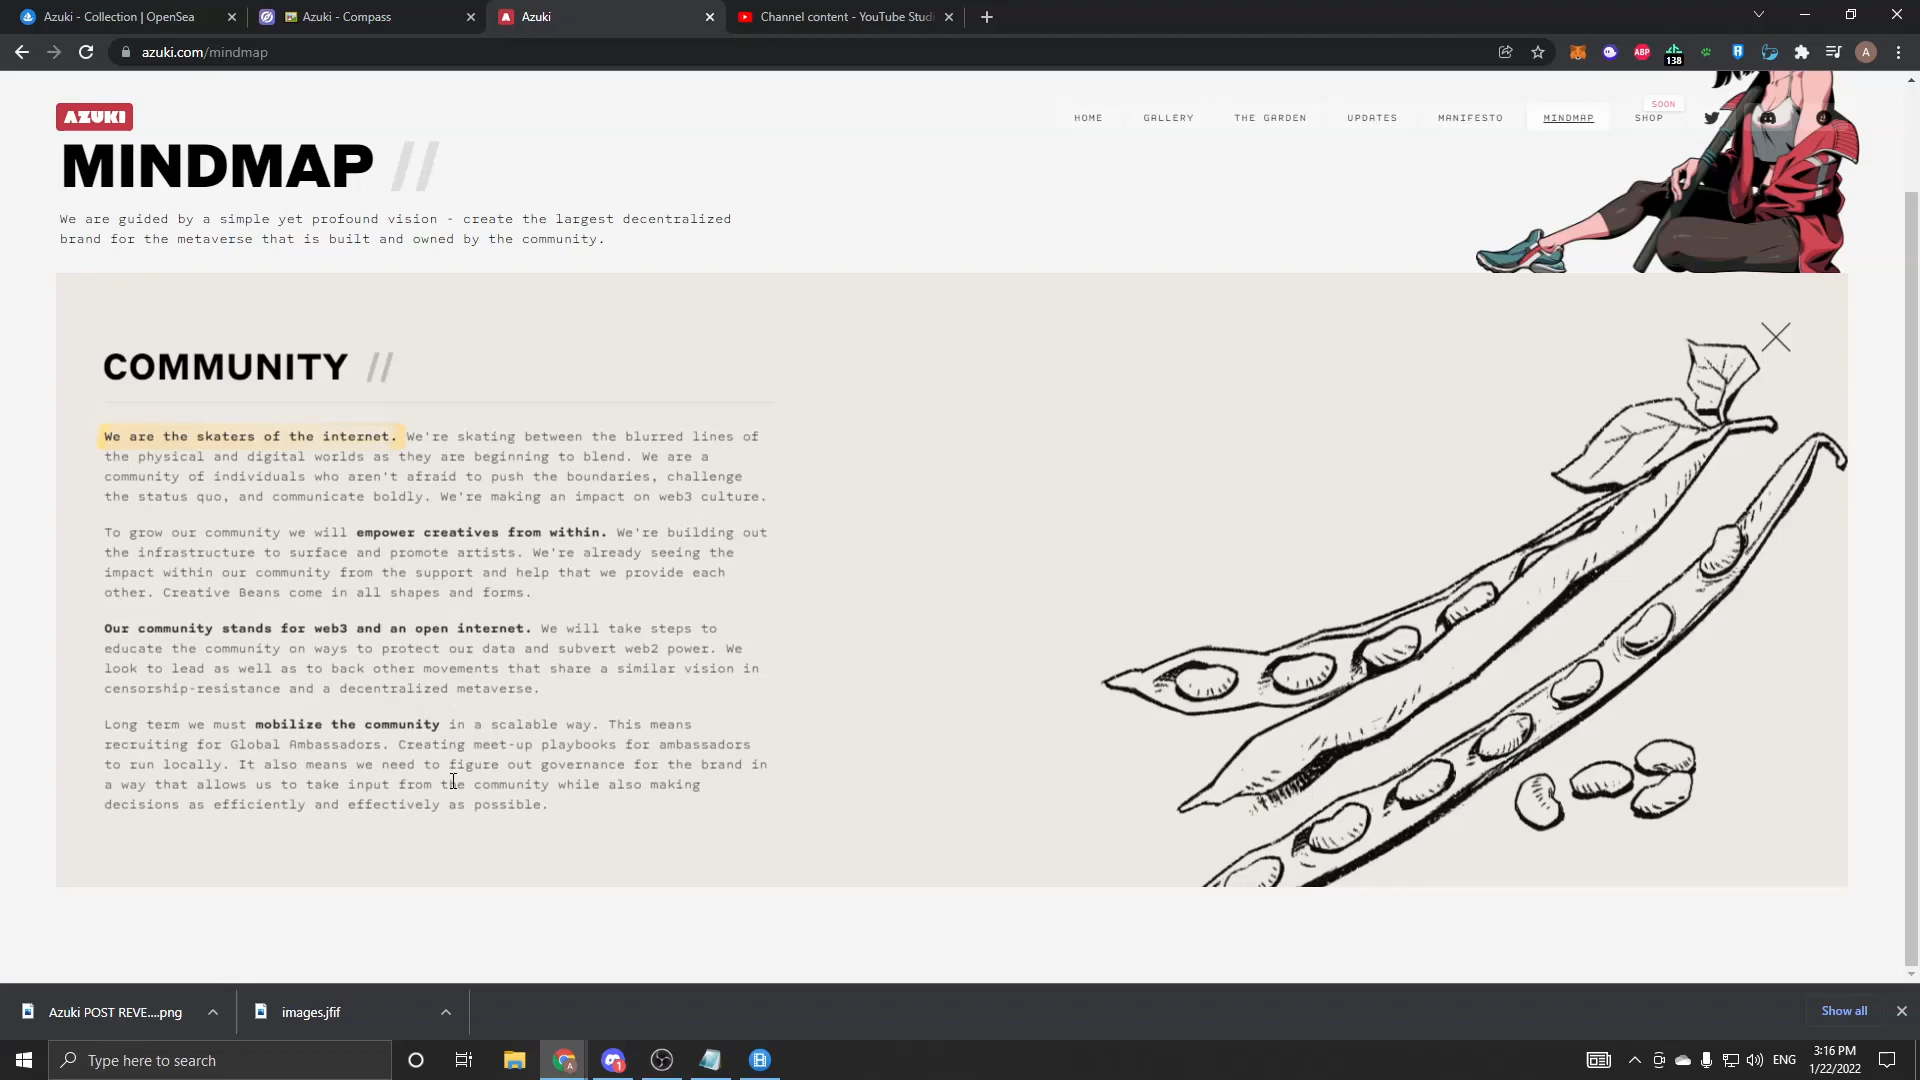 Azuki - Collection | OpenSea
Azuki - Compass
Azuki
Channel content - YouTube Studi
azuki.com/mindmap
ABP
138
A
AZUKI
HOME
GALLERY
THE GARDEN
UPDATES
MANIFESTO
MINDMAP
SOON
SHOP
MINDMAP //
We are guided by a simple yet profound vision - create the largest decentralized
brand for the metaverse that is built and owned by the community.
COMMUNITY //
We are the skaters of the internet. We're skating between the blurred lines of
the physical and digital worlds as they are beginning to blend. We are a
community of individuals who aren't afraid to push the boundaries, challenge
the status quo, and communicate boldly. We're making an impact on web3 culture.
To grow our community we will empower creatives from within. We're building out
the infrastructure to surface and promote artists. We're already seeing the
impact within our community from the support and help that we provide each
other. Creative Beans come in all shapes and forms.
Our community stands for web3 and an open internet. We will take steps to
educate the community on ways to protect our data and subvert web2 power. We
look to lead as well as to back other movements that share a similar vision in
censorship-resistance and a decentralized metaverse.
Long term we must mobilize the community in a scalable way. This means
recruiting for Global Ambassadors. Creating meet-up playbooks for ambassadors
to run locally. It also means we need to figure out governance for the brand in
a way that allows us to take input from the community while also making
decisions as efficiently and effectively as possible.
Azuki POST REVE....png
images.jfif
Show all
Type here to search
A
1
ENG
3:16 PM
1/22/2022